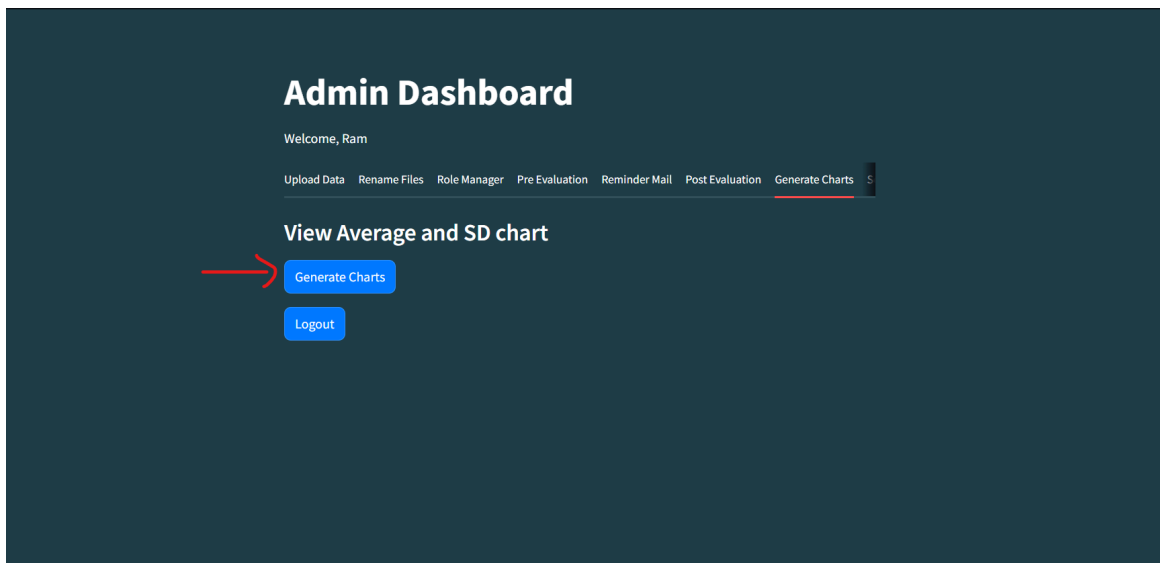 Admin Dashboard
Welcome, Ram
Upload Data Rename Files Role Manager Pre Evaluation Reminder Mail Post Evaluation Generate Charts S
View Average and SD chart
Generate Charts
Logout